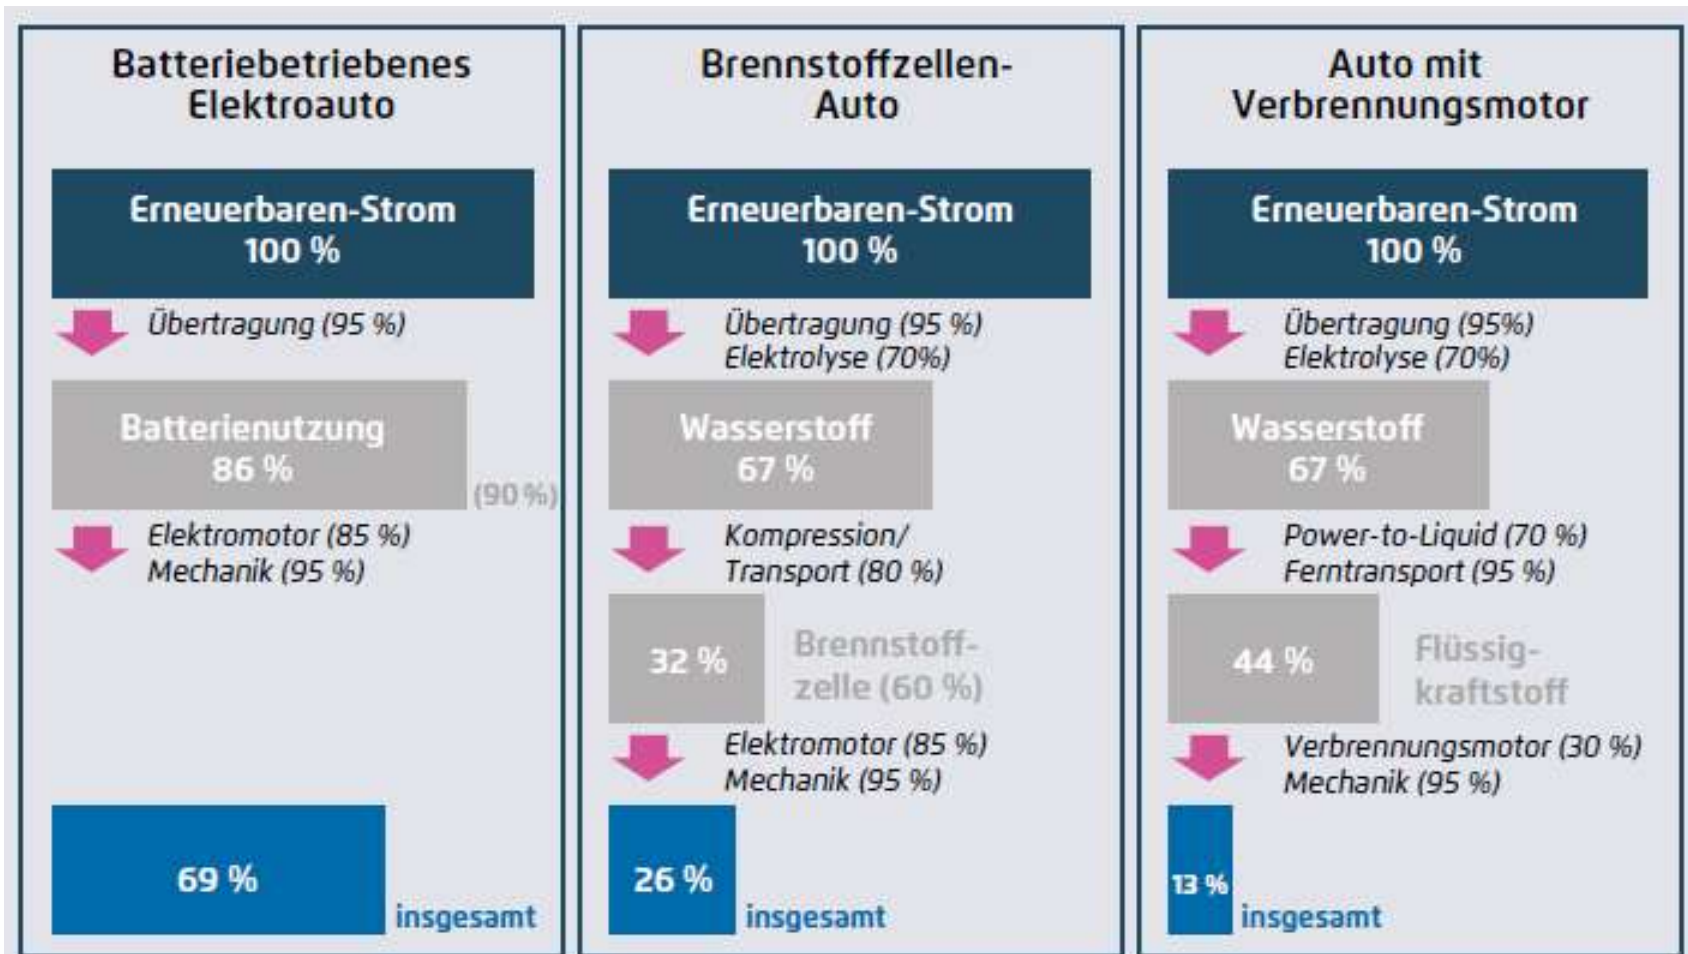 Batteriebetriebenes
Elektroauto
Erneuerbaren-Strom
100 %
Übertragung (95 %)
Batterienutzung
86 %
(90 %)
Elektromotor (85 %)
Mechanik (95 %)
69 %
insgesamt
Brennstoffzellen-
Auto
Erneuerbaren-Strom
100 %
Übertragung (95 %)
Elektrolyse (70%)
Wasserstoff
67 %
Kompression/
Transport (80 %)
32 %
Brennstoff-
zelle (60 %)
Elektromotor (85 %)
Mechanik (95 %)
26 %
insgesamt
Auto mit
Verbrennungsmotor
Erneuerbaren-Strom
100 %
Übertragung (95%)
Elektrolyse (70%)
Wasserstoff
67 %
Power-to-Liquid (70 %)
Ferntransport (95 %)
44 %
Flüssig-
kraftstoff
Verbrennungsmotor (30 %)
Mechanik (95 %)
13 %
insgesamt